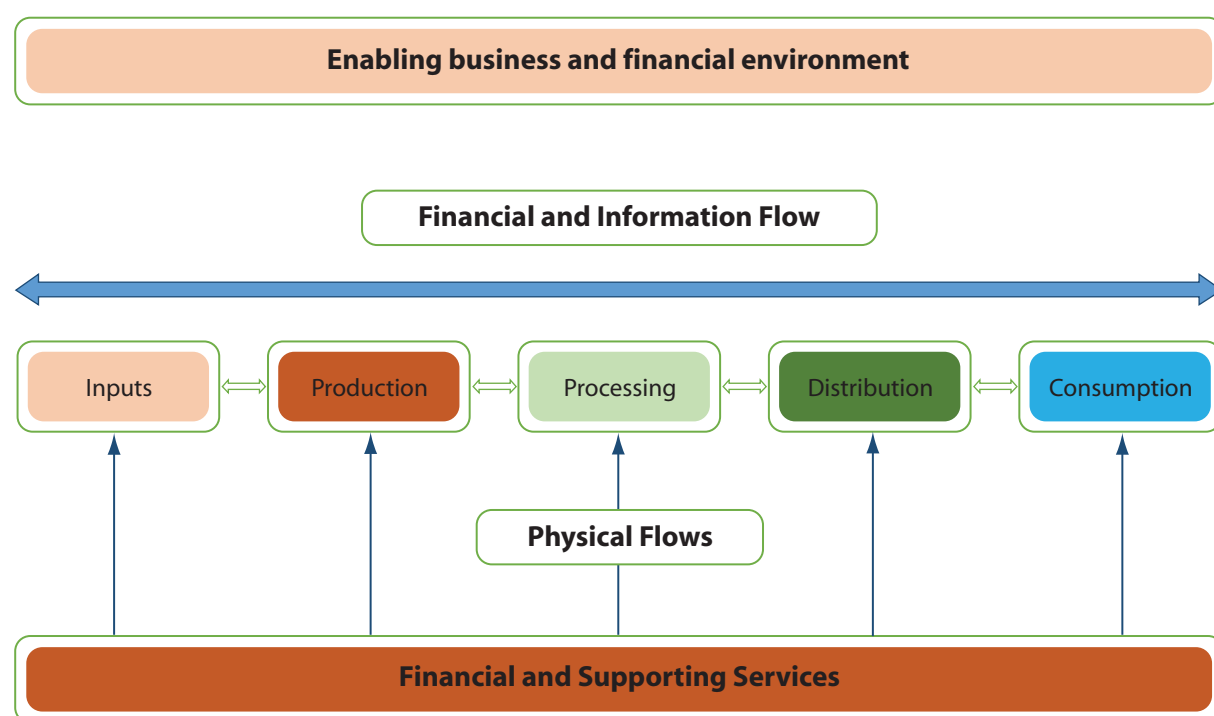 Enabling business and financial environment
Financial and Information Flow
Inputs
Production
Processing
Distribution
Consumption
Physical Flows
Financial and Supporting Services